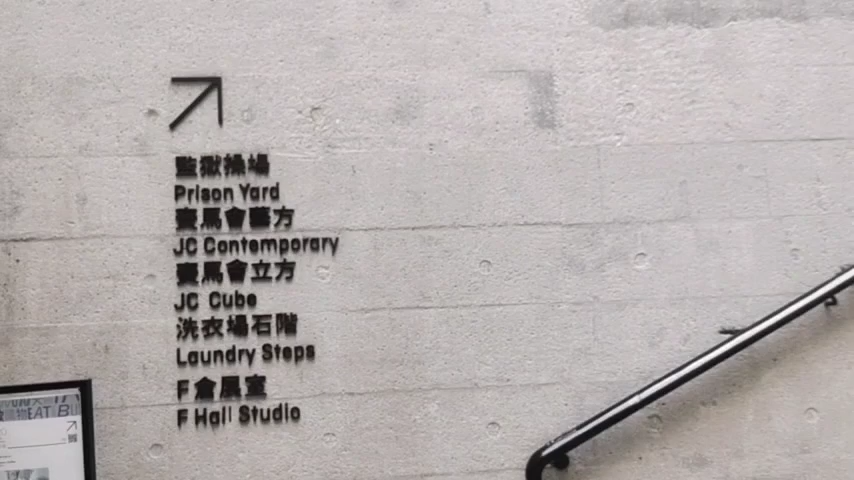 監獄操場
Prison Yard
賽馬會藝方
JC Contemporary
賽馬會立方
JC Cube
洗衣場石階
Laundry Steps
F倉展室
F Hall Studio
EAT